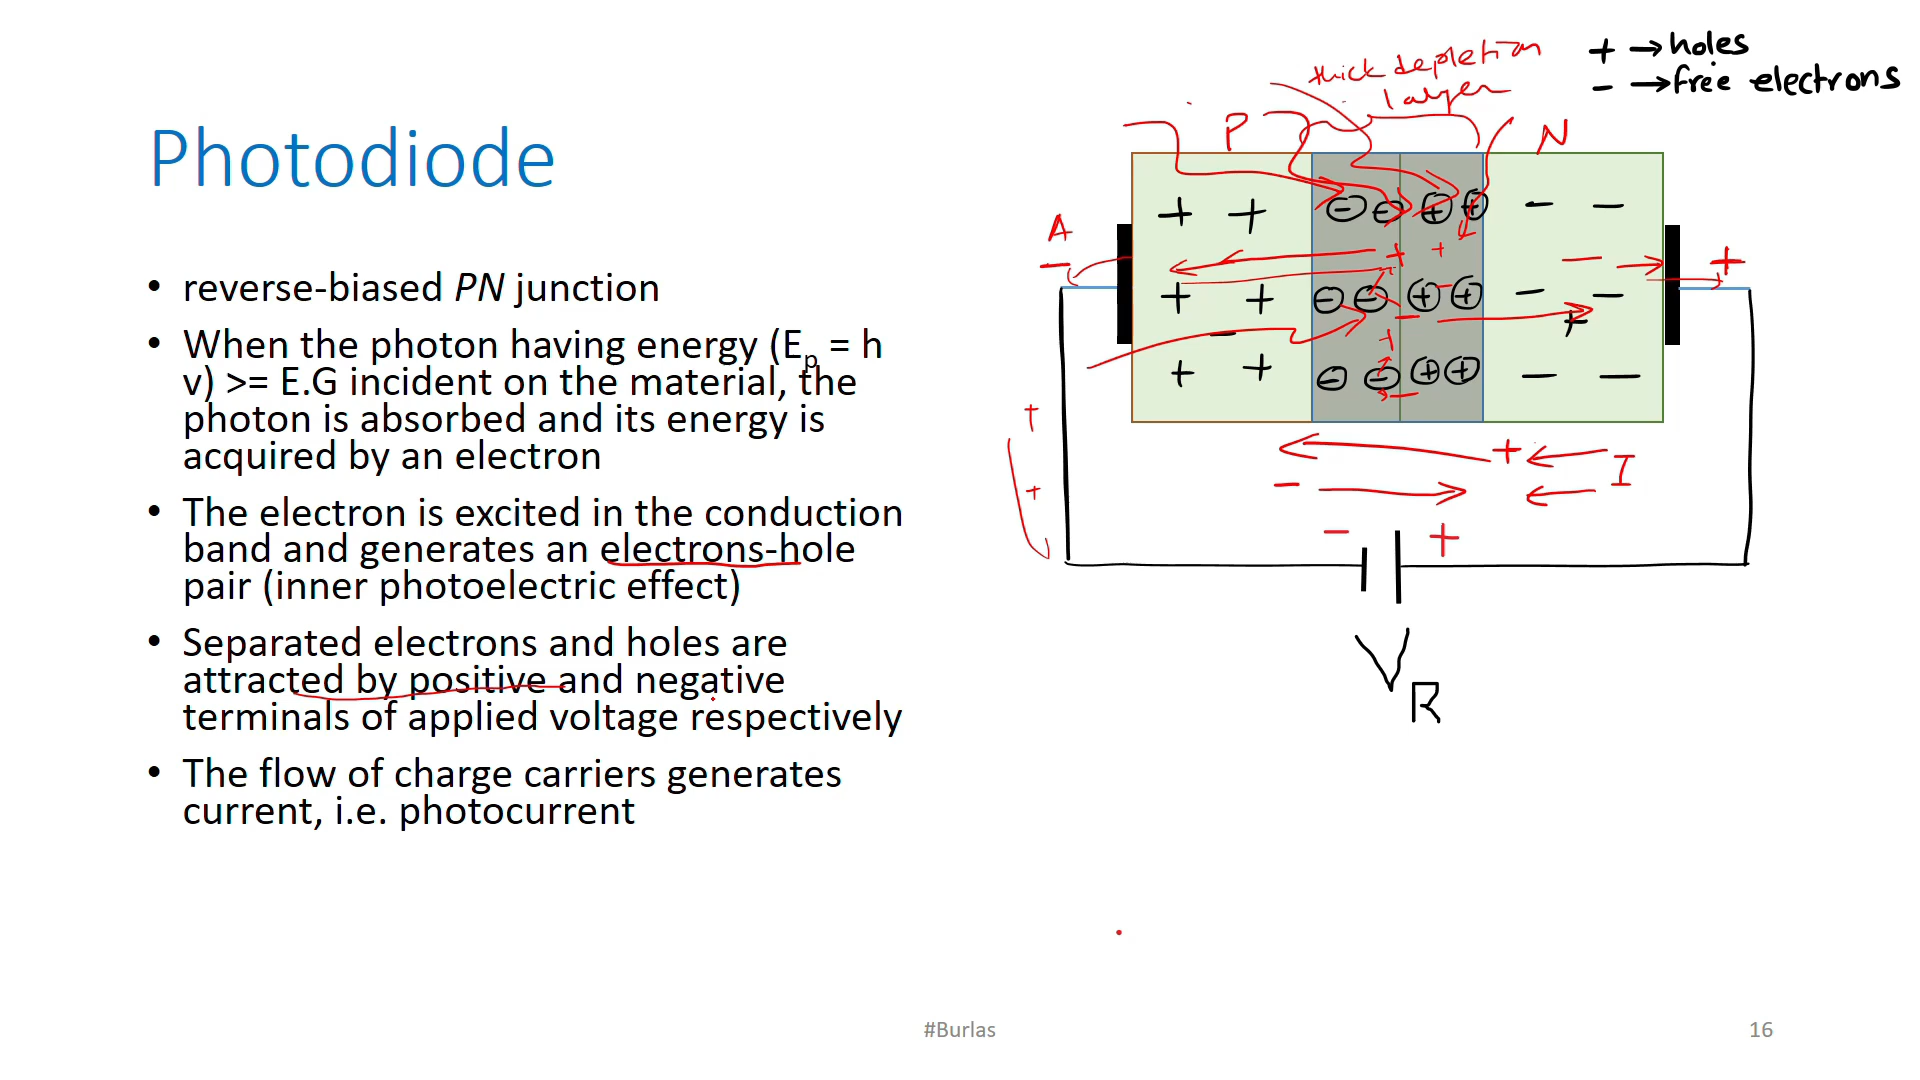 Photodiode
• reverse-biased PN junction
• When the photon having energy (Ep = h
v) >= E.G incident on the material, the
photon is absorbed and its energy is
acquired by an electron
• The electron is excited in the conduction
band and generates an electrons-hole
pair (inner photoelectric effect)
• Separated electrons and holes are
attracted by positive and negative
terminals of applied voltage respectively
• The flow of charge carriers generates
current, i.e. photocurrent
thick depletion
layer
+ → holes
- → free electrons
P
N
+ + ⊖ ⊖ ⊕ ⊕ - -
A
-
+
+ + -
+ + ⊖ ⊖ ⊕ ⊕ - -
- - - +
+
+ + ⊖ ⊖ ⊕ ⊕ - -
-
+
+
+ I
-
- +
VR
#Burlas
16